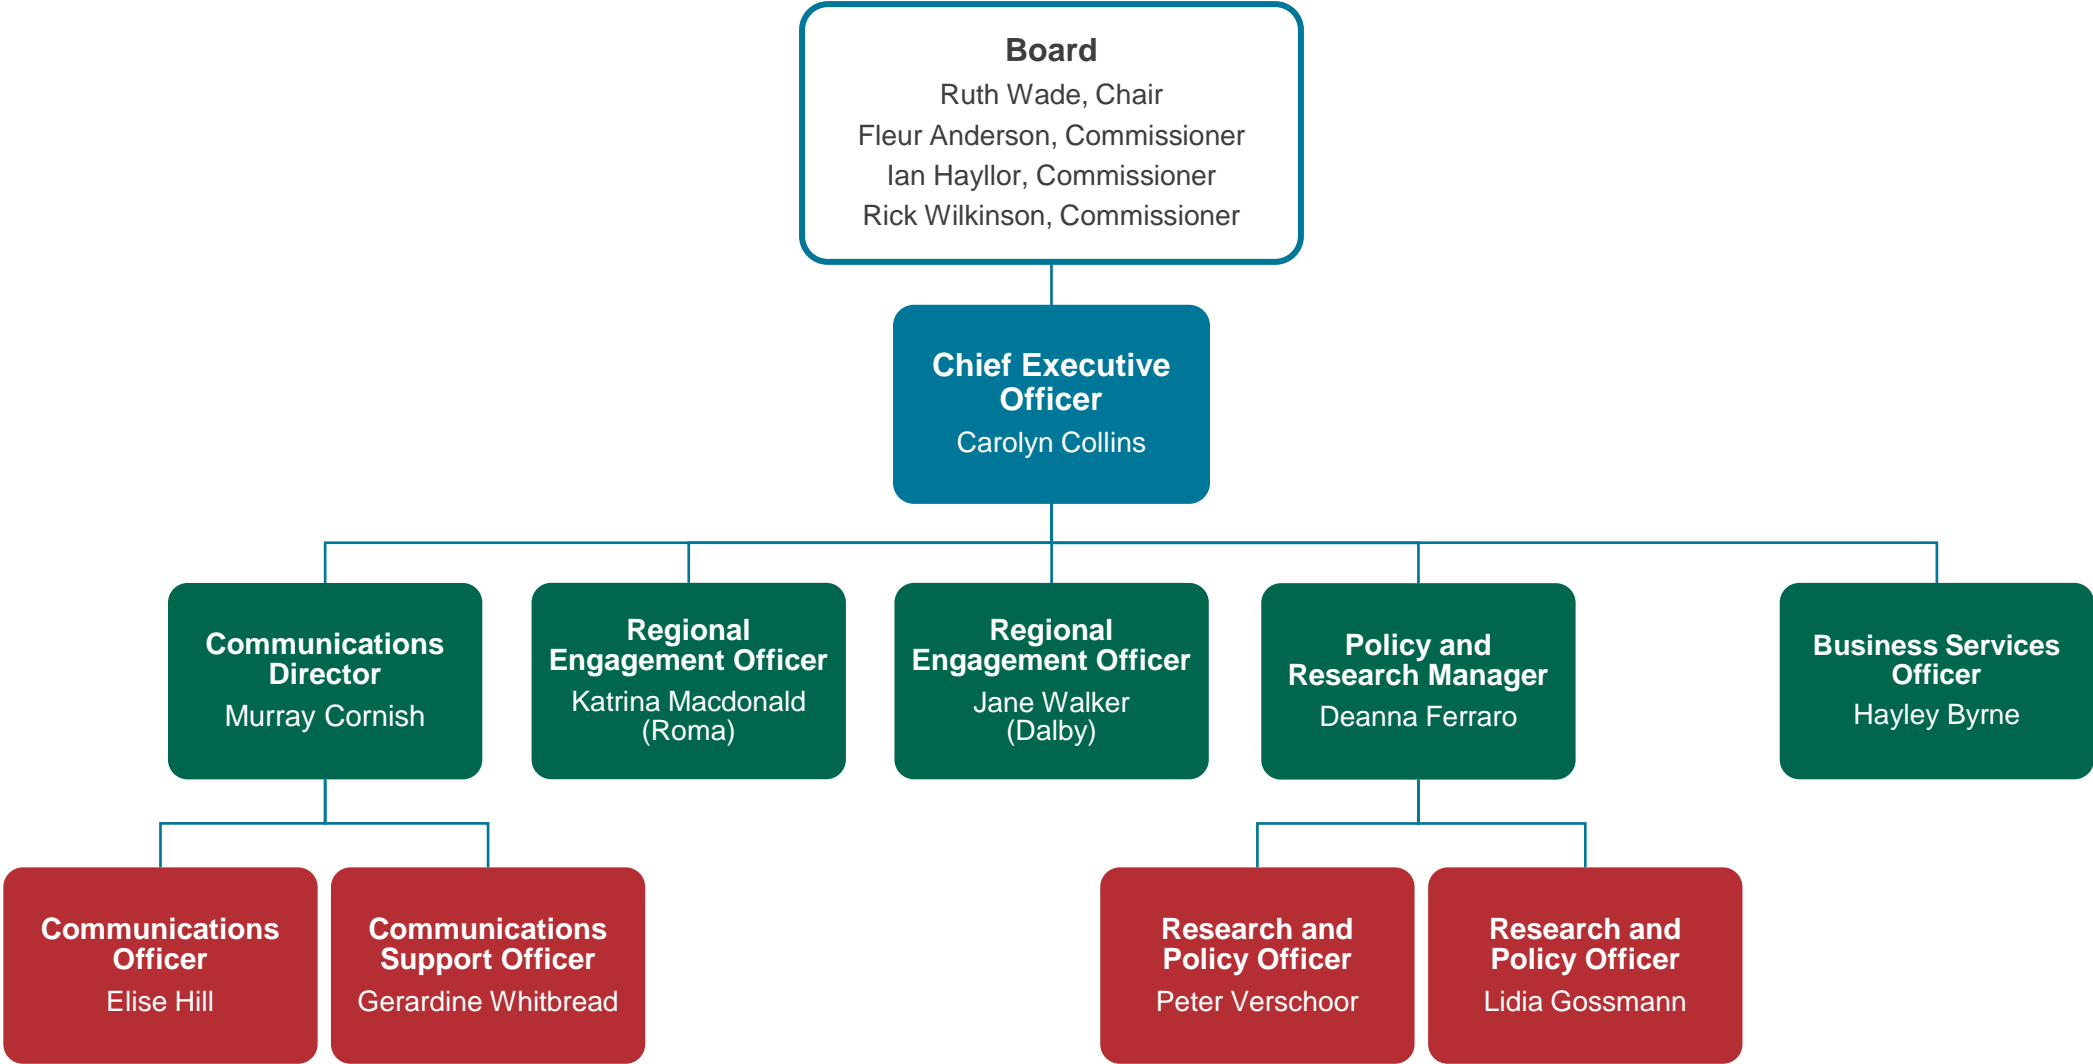 Board
Ruth Wade, Chair
Fleur Anderson, Commissioner
Ian Hayllor, Commissioner
Rick Wilkinson, Commissioner
Chief Executive
Officer
Carolyn Collins
Communications
Director
Murray Cornish
Regional
Engagement Officer
Katrina Macdonald
(Roma)
Regional
Engagement Officer
Jane Walker
(Dalby)
Policy and
Research Manager
Deanna Ferraro
Business Services
Officer
Hayley Byrne
Communications
Officer
Elise Hill
Communications
Support Officer
Gerardine Whitbread
Research and
Policy Officer
Peter Verschoor
Research and
Policy Officer
Lidia Gossmann